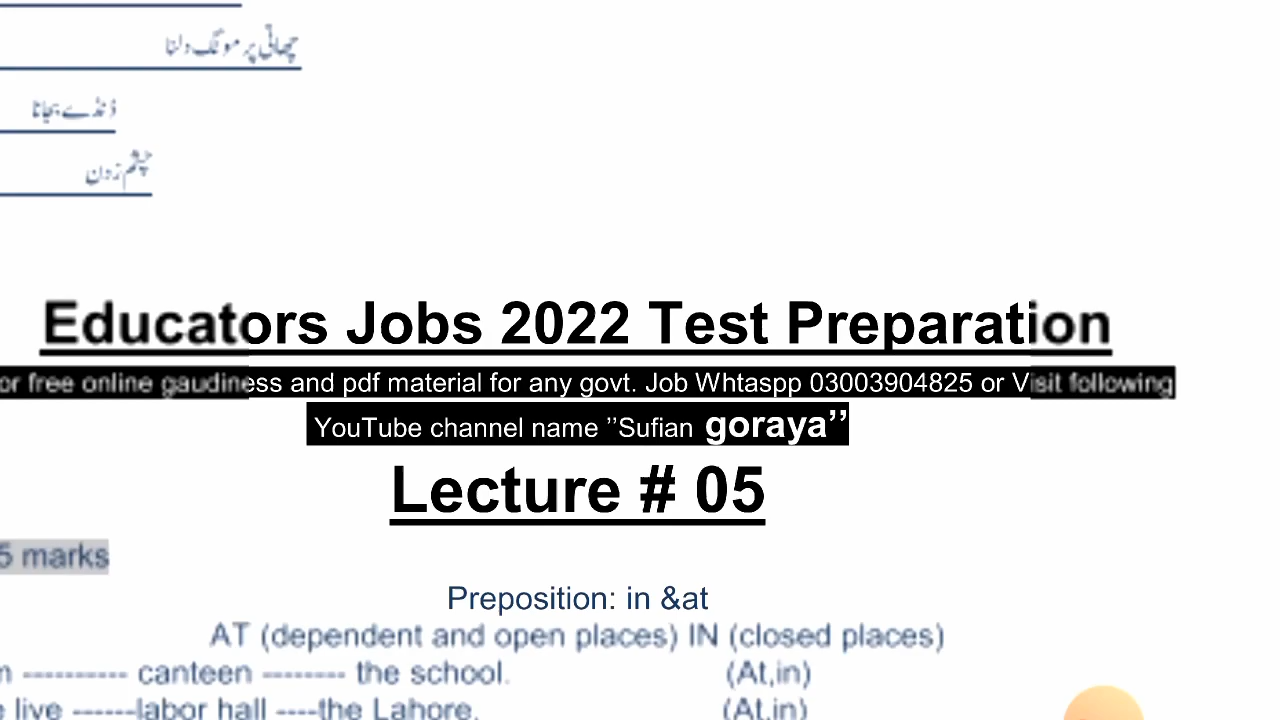 چھاتی پر مونگ دلنا
ڈنڈے بجانا
چشم زدن
Educators Jobs 2022 Test Preparation
or free online gaudiness and pdf material for any govt. Job Whtaspp 03003904825 or Visit following
YouTube channel name ’’Sufian goraya’’
Lecture # 05
5 marks
Preposition: in &at
AT (dependent and open places) IN (closed places)
---------- canteen -------- the school. (At,in)
live ------labor hall ----the Lahore. (At,in)